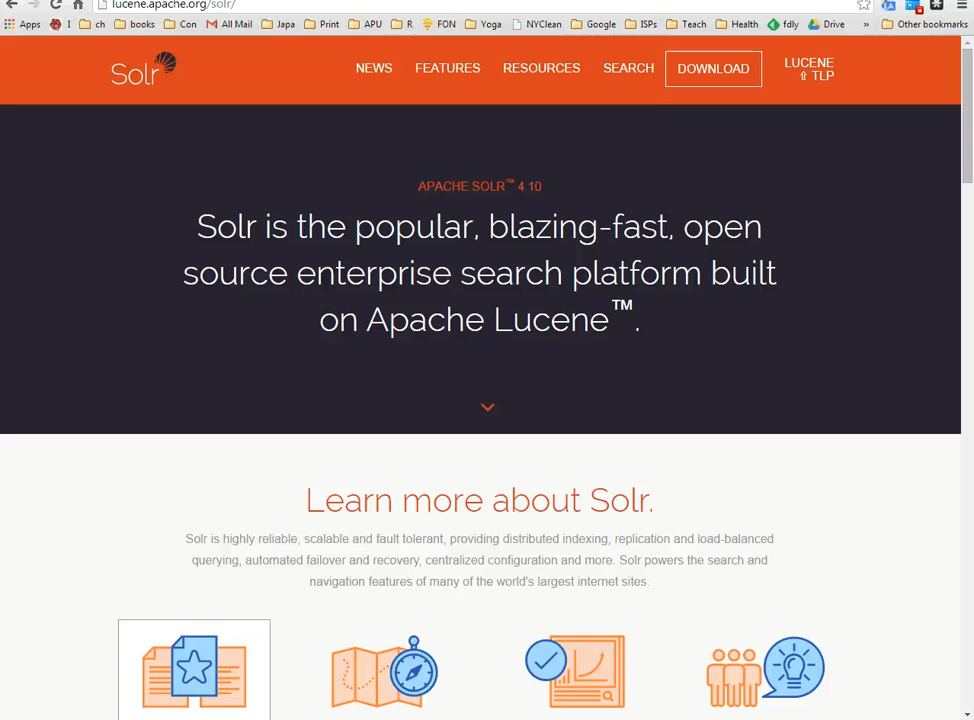 lucene.apache.org/solr/
Apps
I
ch
books
Con
All Mail
Japa
Print
APU
R
FON
Yoga
NYClean
Google
ISPs
Teach
Health
fdly
Drive
»
Other bookmarks
Solr
NEWS
FEATURES
RESOURCES
SEARCH
DOWNLOAD
LUCENE
⇧ TLP
APACHE SOLR™ 4.10
Solr is the popular, blazing-fast, open
source enterprise search platform built
on Apache Lucene™.
Learn more about Solr.
Solr is highly reliable, scalable and fault tolerant, providing distributed indexing, replication and load-balanced
querying, automated failover and recovery, centralized configuration and more. Solr powers the search and
navigation features of many of the world's largest internet sites.